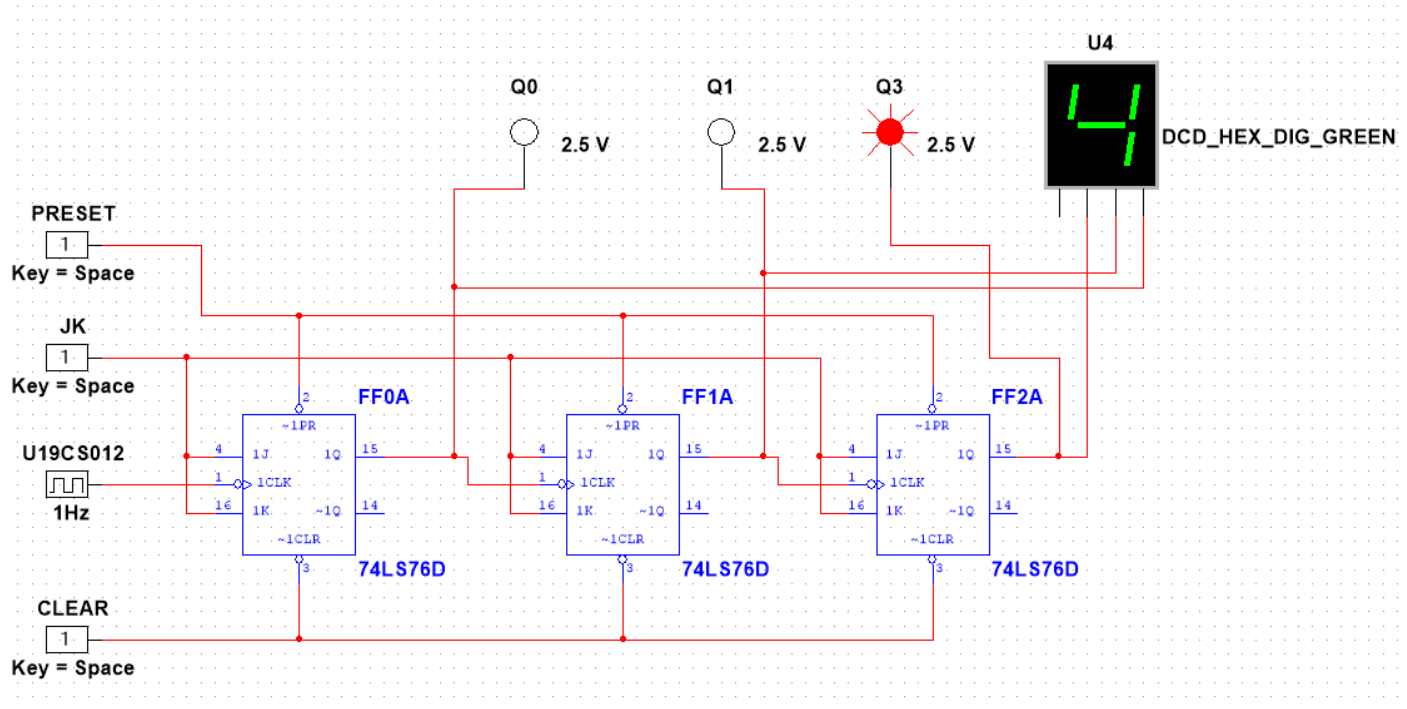 U4
Q0
Q1
Q3
2.5 V
2.5 V
2.5 V
4
DCD_HEX_DIG_GREEN
PRESET
1
Key = Space
JK
1
Key = Space
FF0A
FF1A
FF2A
2
2
2
~1PR
~1PR
~1PR
4
1J
1Q
15
4
1J
1Q
15
4
1J
1Q
15
U19CS012
1
1CLK
1
1CLK
1
1CLK
1Hz
16
1K
~1Q
14
16
1K
~1Q
14
16
1K
~1Q
14
~1CLR
~1CLR
~1CLR
3
3
3
74LS76D
74LS76D
74LS76D
CLEAR
1
Key = Space